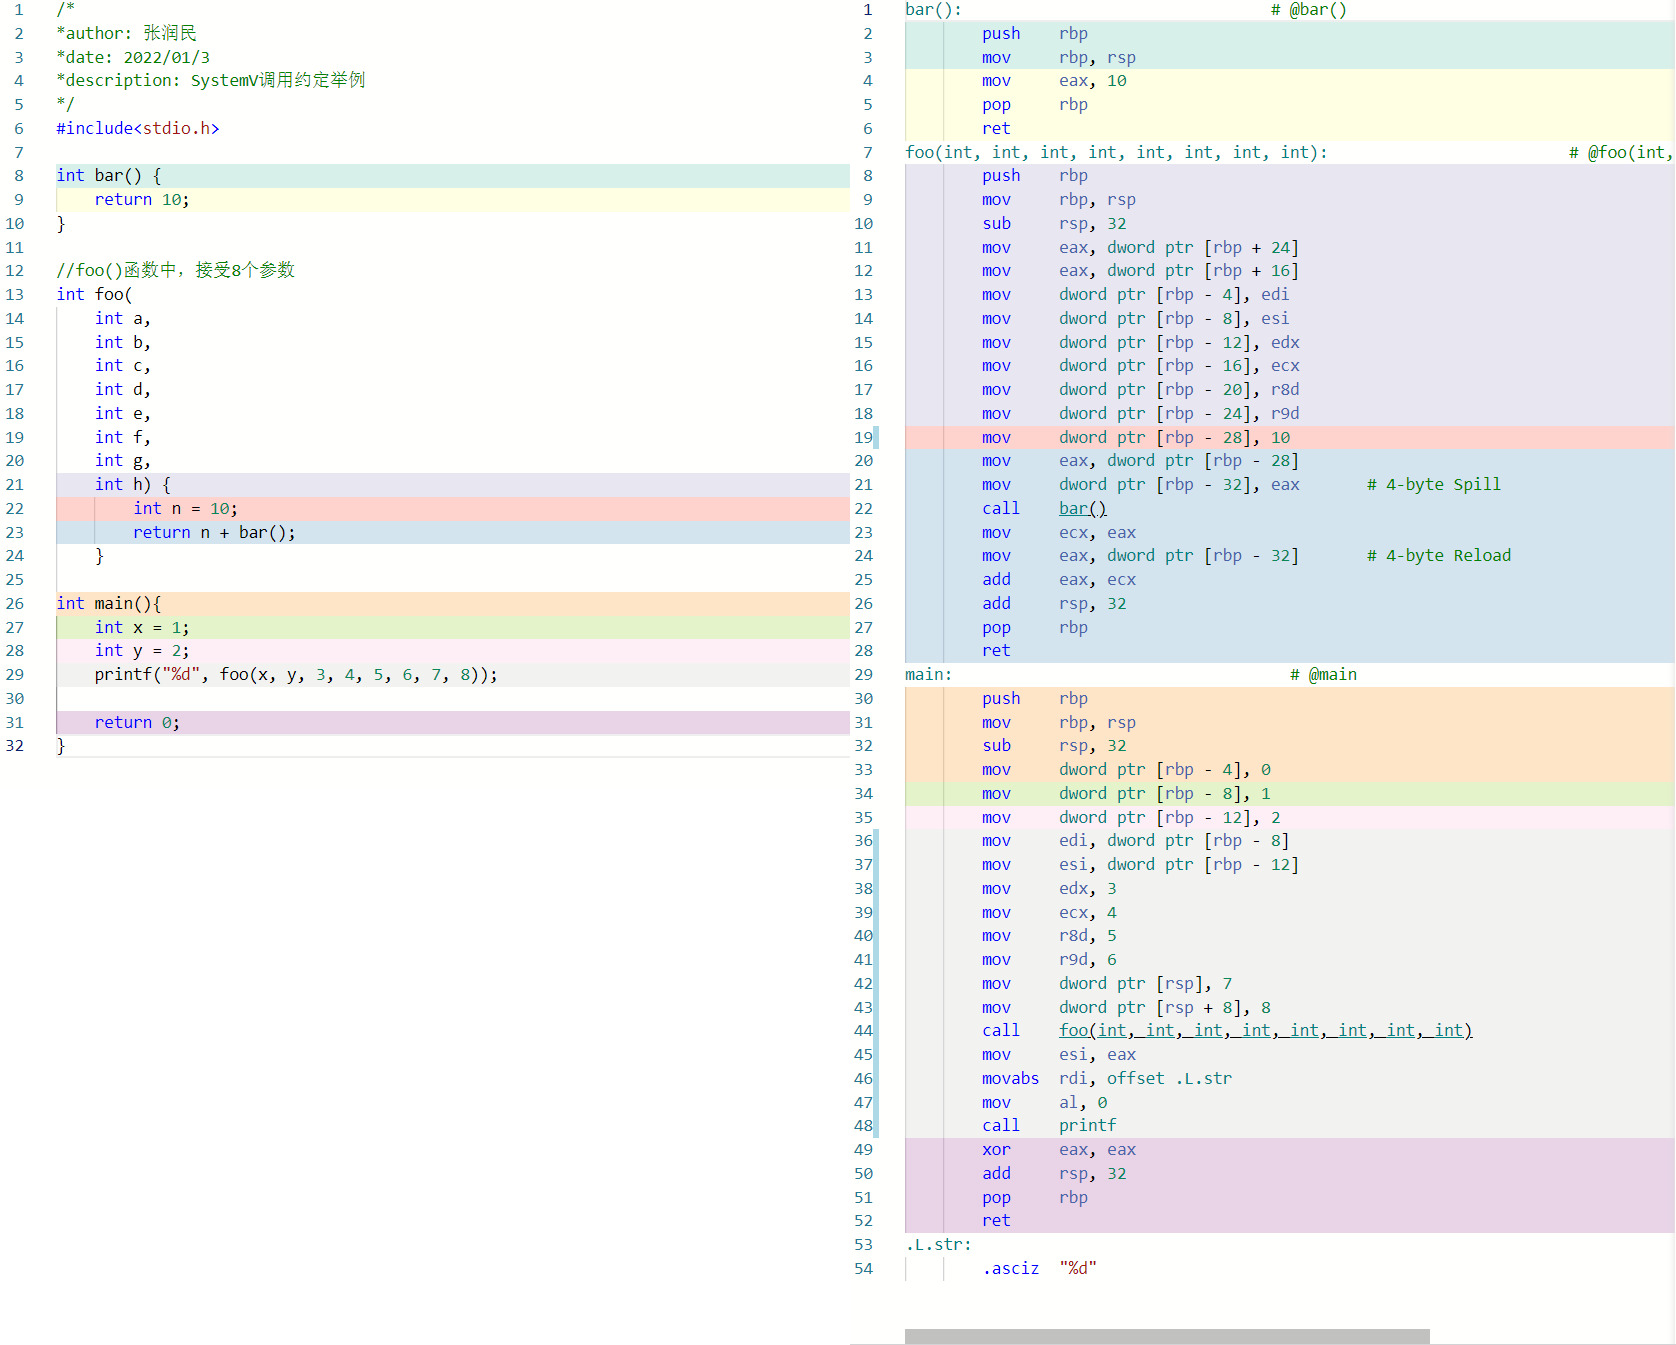 1 /*
2 *author: 张润民
3 *date: 2022/01/3
4 *description: SystemV调用约定举例
5 */
6 #include<stdio.h>
7
8 int bar() {
9     return 10;
10 }
11
12 //foo()函数中，接受8个参数
13 int foo(
14     int a,
15     int b,
16     int c,
17     int d,
18     int e,
19     int f,
20     int g,
21     int h) {
22         int n = 10;
23         return n + bar();
24     }
25
26 int main(){
27     int x = 1;
28     int y = 2;
29     printf("%d", foo(x, y, 3, 4, 5, 6, 7, 8));
30
31     return 0;
32 }
1 bar():                                # @bar()
2         push    rbp
3         mov     rbp, rsp
4         mov     eax, 10
5         pop     rbp
6         ret
7 foo(int, int, int, int, int, int, int, int):                         # @foo(int,
8         push    rbp
9         mov     rbp, rsp
10         sub     rsp, 32
11         mov     eax, dword ptr [rbp + 24]
12         mov     eax, dword ptr [rbp + 16]
13         mov     dword ptr [rbp - 4], edi
14         mov     dword ptr [rbp - 8], esi
15         mov     dword ptr [rbp - 12], edx
16         mov     dword ptr [rbp - 16], ecx
17         mov     dword ptr [rbp - 20], r8d
18         mov     dword ptr [rbp - 24], r9d
19         mov     dword ptr [rbp - 28], 10
20         mov     eax, dword ptr [rbp - 28]
21         mov     dword ptr [rbp - 32], eax       # 4-byte Spill
22         call    bar()
23         mov     ecx, eax
24         mov     eax, dword ptr [rbp - 32]       # 4-byte Reload
25         add     eax, ecx
26         add     rsp, 32
27         pop     rbp
28         ret
29 main:                                   # @main
30         push    rbp
31         mov     rbp, rsp
32         sub     rsp, 32
33         mov     dword ptr [rbp - 4], 0
34         mov     dword ptr [rbp - 8], 1
35         mov     dword ptr [rbp - 12], 2
36         mov     edi, dword ptr [rbp - 8]
37         mov     esi, dword ptr [rbp - 12]
38         mov     edx, 3
39         mov     ecx, 4
40         mov     r8d, 5
41         mov     r9d, 6
42         mov     dword ptr [rsp], 7
43         mov     dword ptr [rsp + 8], 8
44         call    foo(int, int, int, int, int, int, int, int)
45         mov     esi, eax
46         movabs  rdi, offset .L.str
47         mov     al, 0
48         call    printf
49         xor     eax, eax
50         add     rsp, 32
51         pop     rbp
52         ret
53 .L.str:
54         .asciz  "%d"